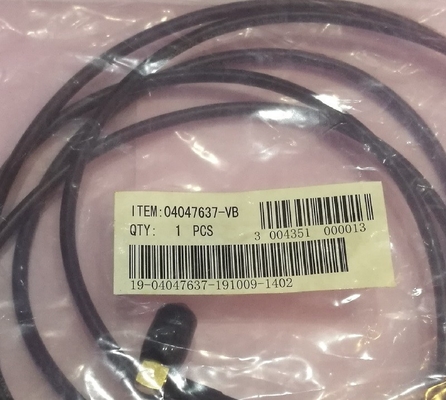 ITEM:04047637-VB
QTY: 1 PCS
3 004351 000013
19-04047637-191009-1402